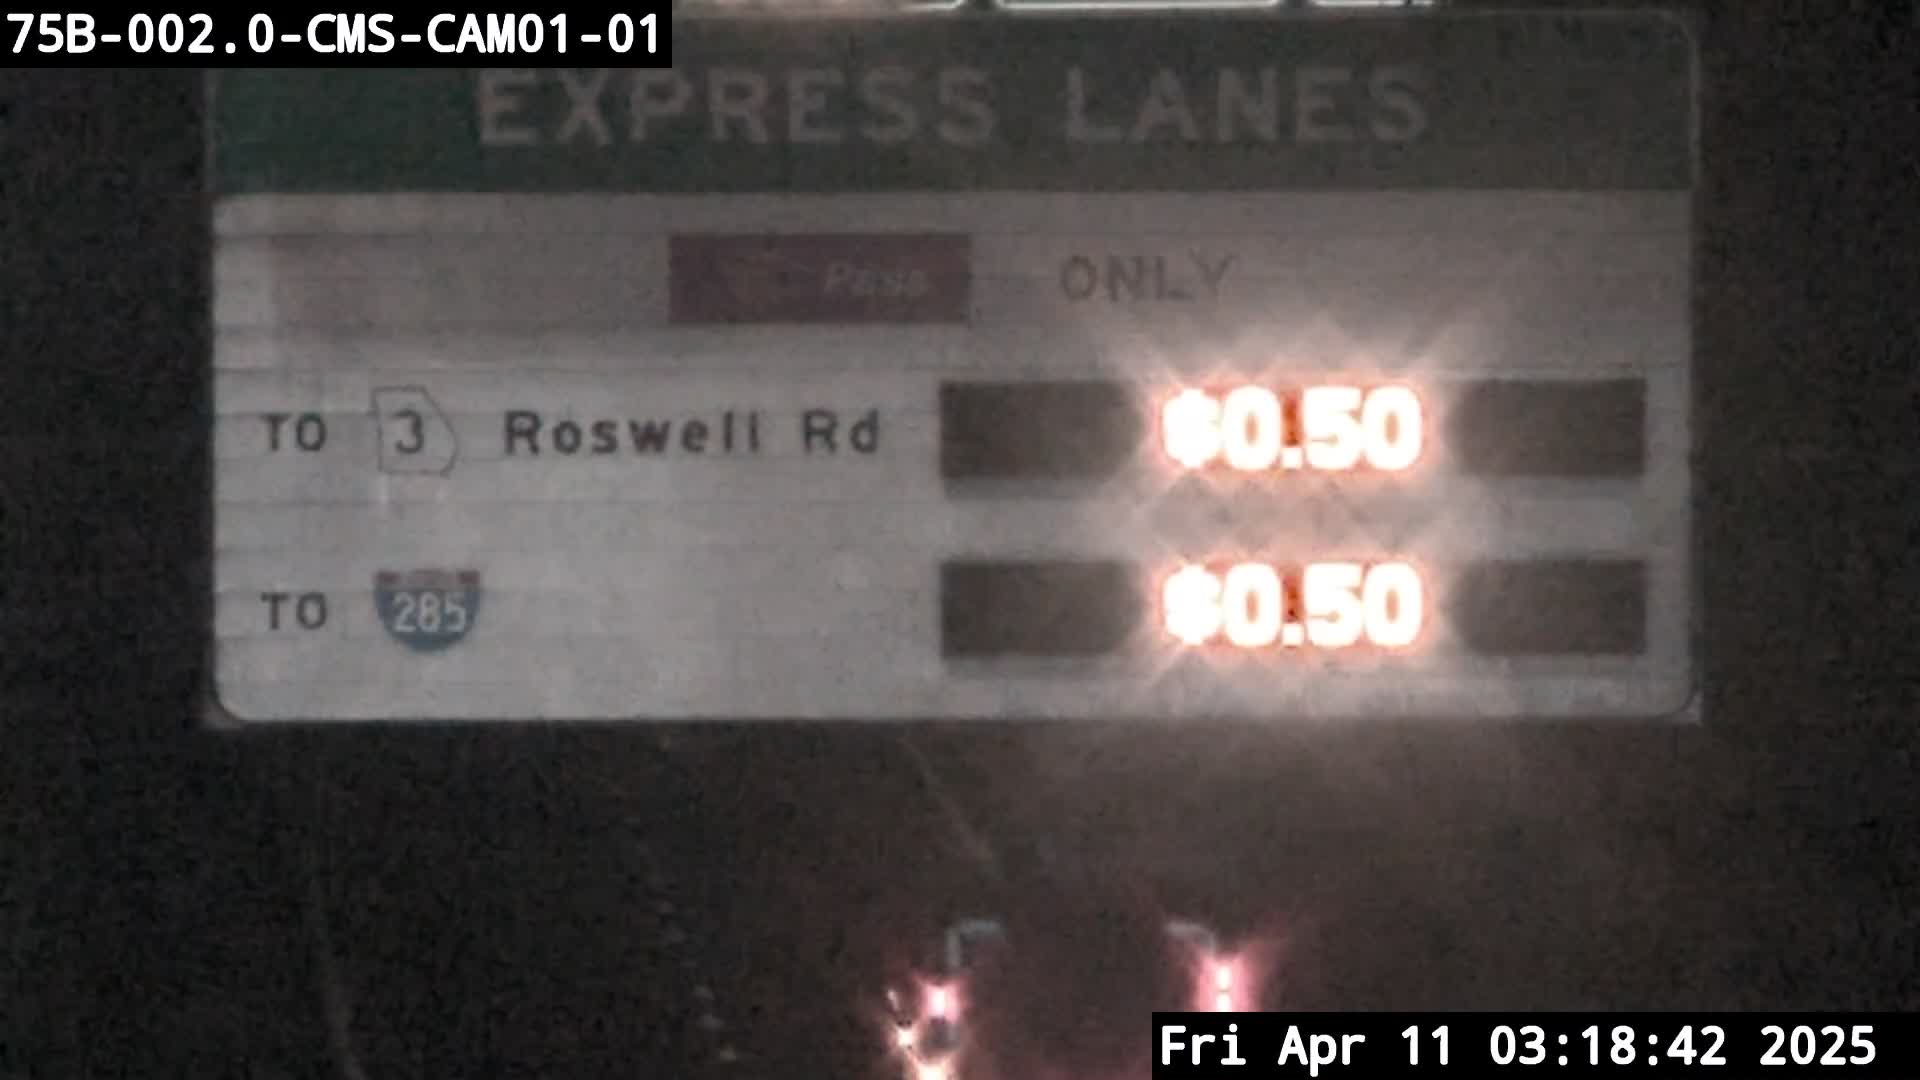 75B-002.0-CMS-CAM01-01
EXPRESS LANES
Pass ONLY
TO 3 Roswell Rd $0.50
TO 285 $0.50
Fri Apr 11 03:18:42 2025